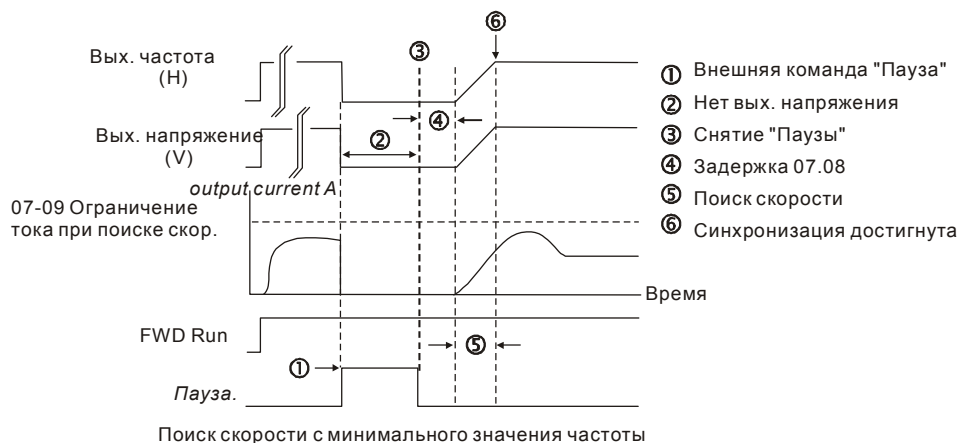 ⑥
Вых. частота
(H)
③
④
Вых. напряжение
(V)
②
output current A
07-09 Ограничение
тока при поиске скор.
Время
FWD Run
⑤
①
Пауза.
① Внешняя команда "Пауза"
② Нет вых. напряжения
③ Снятие "Паузы"
④ Задержка 07.08
⑤ Поиск скорости
⑥ Синхронизация достигнута
Поиск скорости с минимального значения частоты